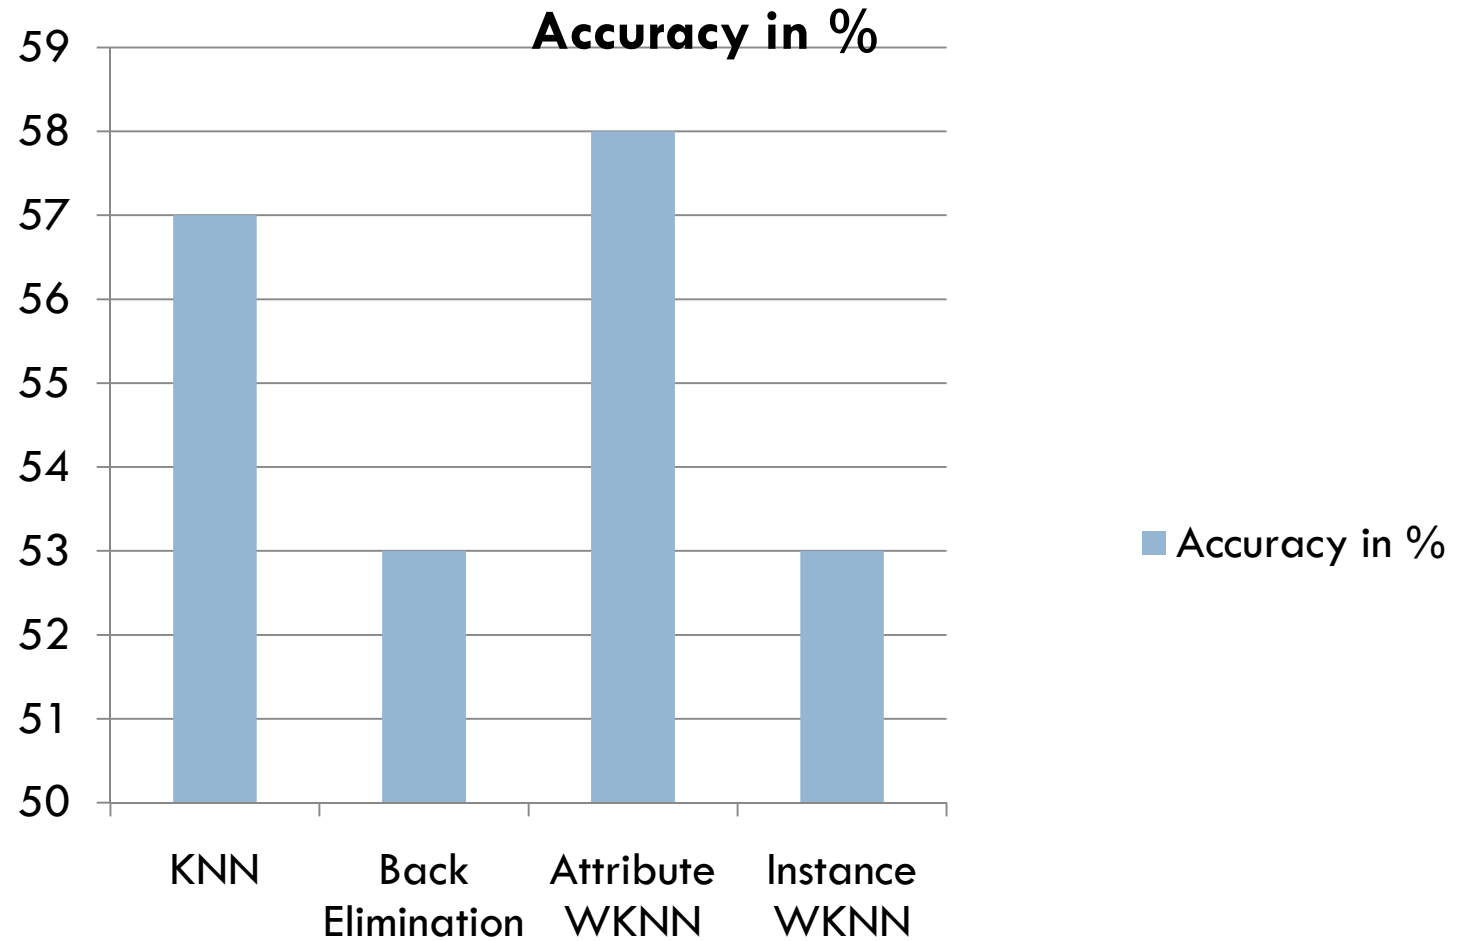 Accuracy in %
59
58
57
56
55
54
53
52
51
50
KNN
Back
Elimination
Attribute
WKNN
Instance
WKNN
Accuracy in %